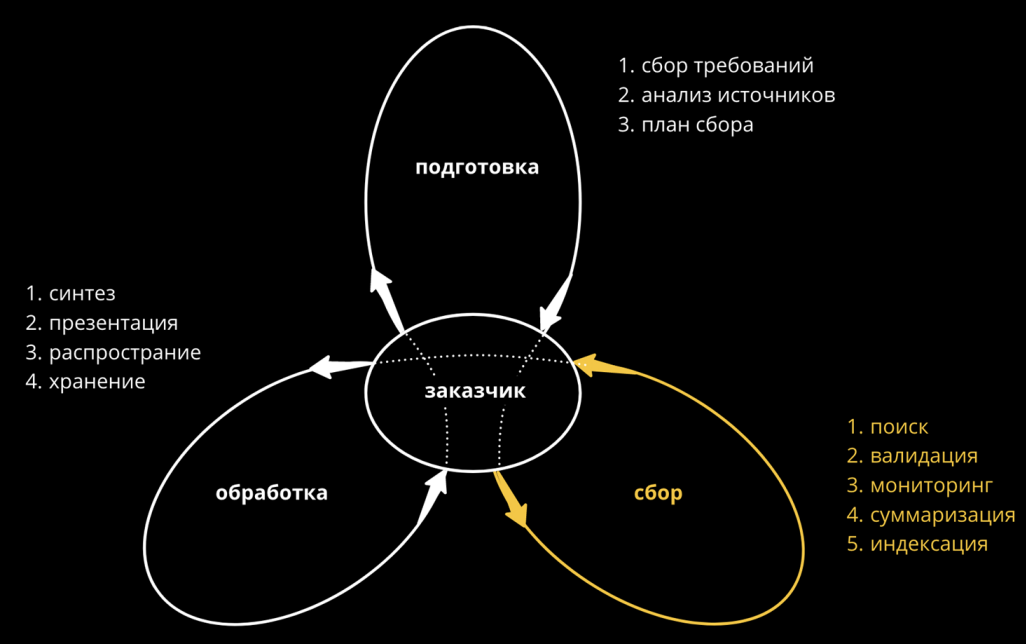 1. сбор требований
2. анализ источников
3. план сбора
подготовка
1. синтез
2. презентация
3. распространие
4. хранение
заказчик
обработка
сбор
1. поиск
2. валидация
3. мониторинг
4. суммаризация
5. индексация